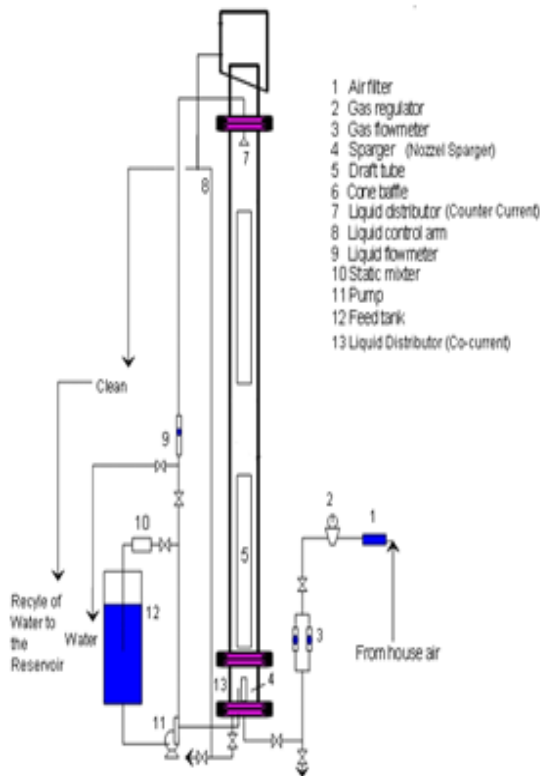 1 Air filter
2 Gas regulator
3 Gas flowmeter
4 Sparger (Nozzel Sparger)
5 Draft tube
6 Cone baffle
7 Liquid distributor (Counter Current)
8 Liquid control arm
9 Liquid flowmeter
10 Static mixter
11 Pump
12 Feed tank
13 Liquid Distributor (Co-current)
7
8
Clean
9
2
1
10
5
12
Recyle of
Water to
the
Reservoir
Water
3
From house air
13
4
11